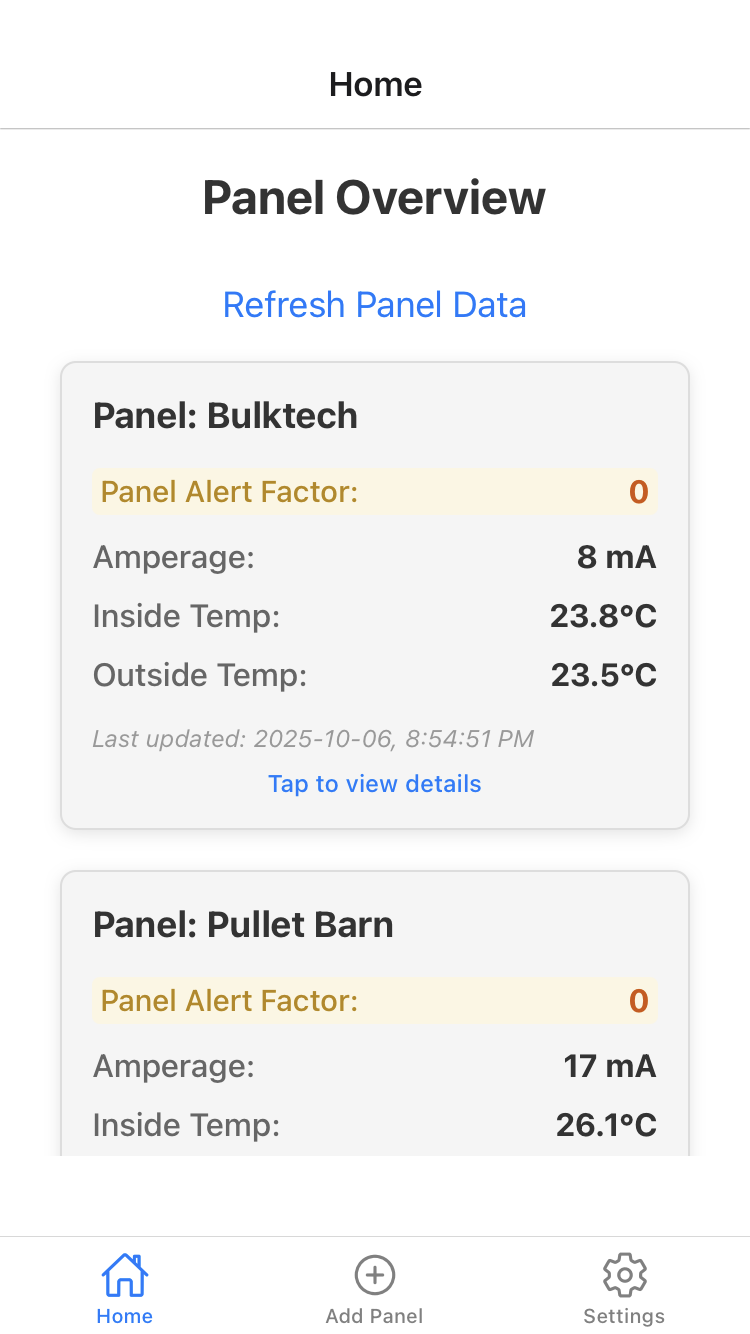 Home
Panel Overview
Refresh Panel Data
Panel: Bulktech
Panel Alert Factor: 0
Amperage: 8 mA
Inside Temp: 23.8°C
Outside Temp: 23.5°C
Last updated: 2025-10-06, 8:54:51 PM
Tap to view details
Panel: Pullet Barn
Panel Alert Factor: 0
Amperage: 17 mA
Inside Temp: 26.1°C
Home Add Panel Settings